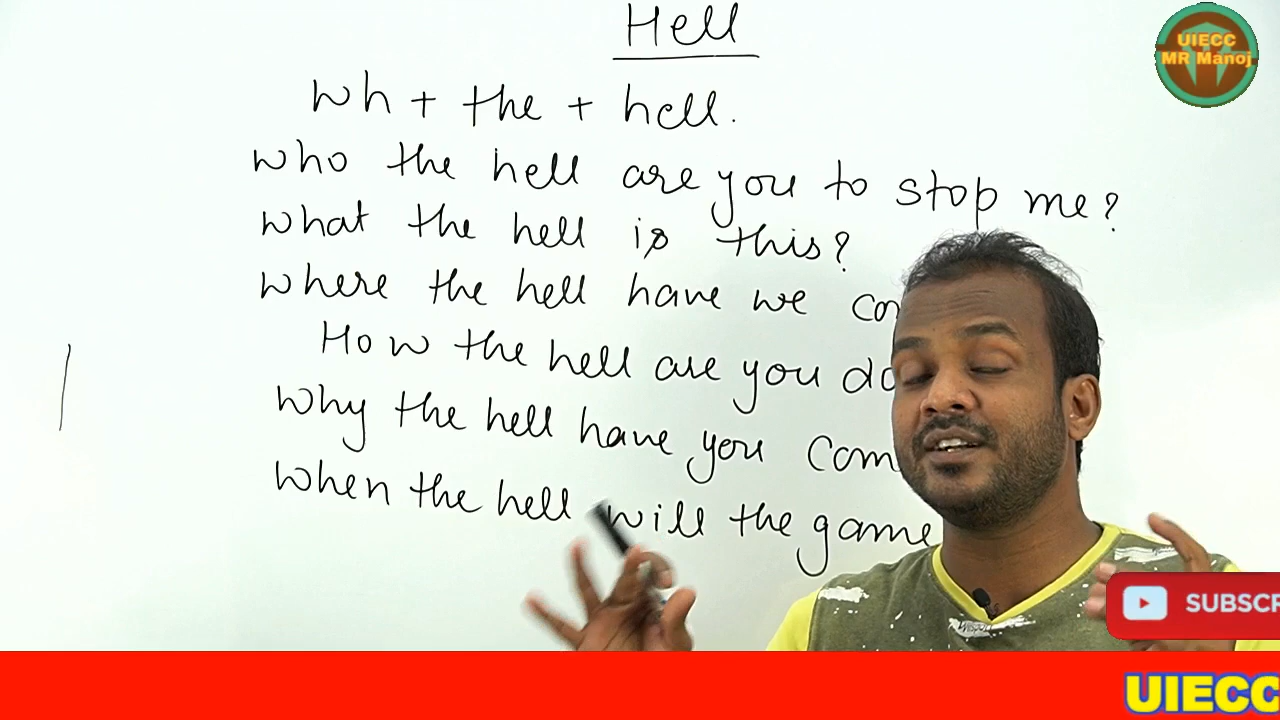 Hell
UIECC
MR Manoj
wh + the + hell.
who the hell are you to stop me?
what the hell is this?
where the hell have we
How the hell are you
why the hell have you
when the hell will the game
SUBSCR
UIECC